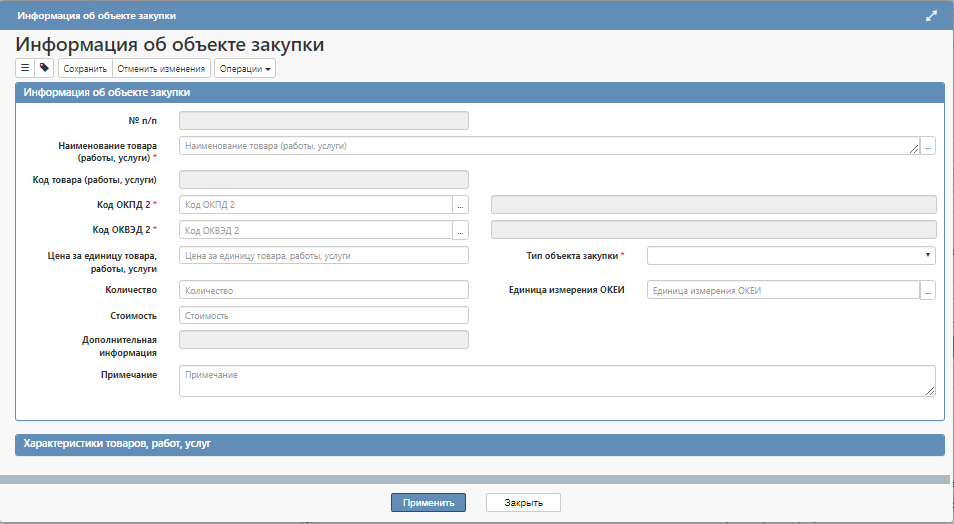 Информация об объекте закупки
Информация об объекте закупки
Сохранить Отменить изменения Операции
Информация об объекте закупки
№ п/п
Наименование товара (работы, услуги) * Наименование товара (работы, услуги) ...
Код товара (работы, услуги)
Код ОКПД 2 * Код ОКПД 2 ...
Код ОКВЭД 2 * Код ОКВЭД 2 ...
Цена за единицу товара, работы, услуги Цена за единицу товара, работы, услуги Тип объекта закупки *
Количество Количество Единица измерения ОКЕИ Единица измерения ОКЕИ ...
Стоимость Стоимость
Дополнительная информация
Примечание Примечание
Характеристики товаров, работ, услуг
Применить Закрыть